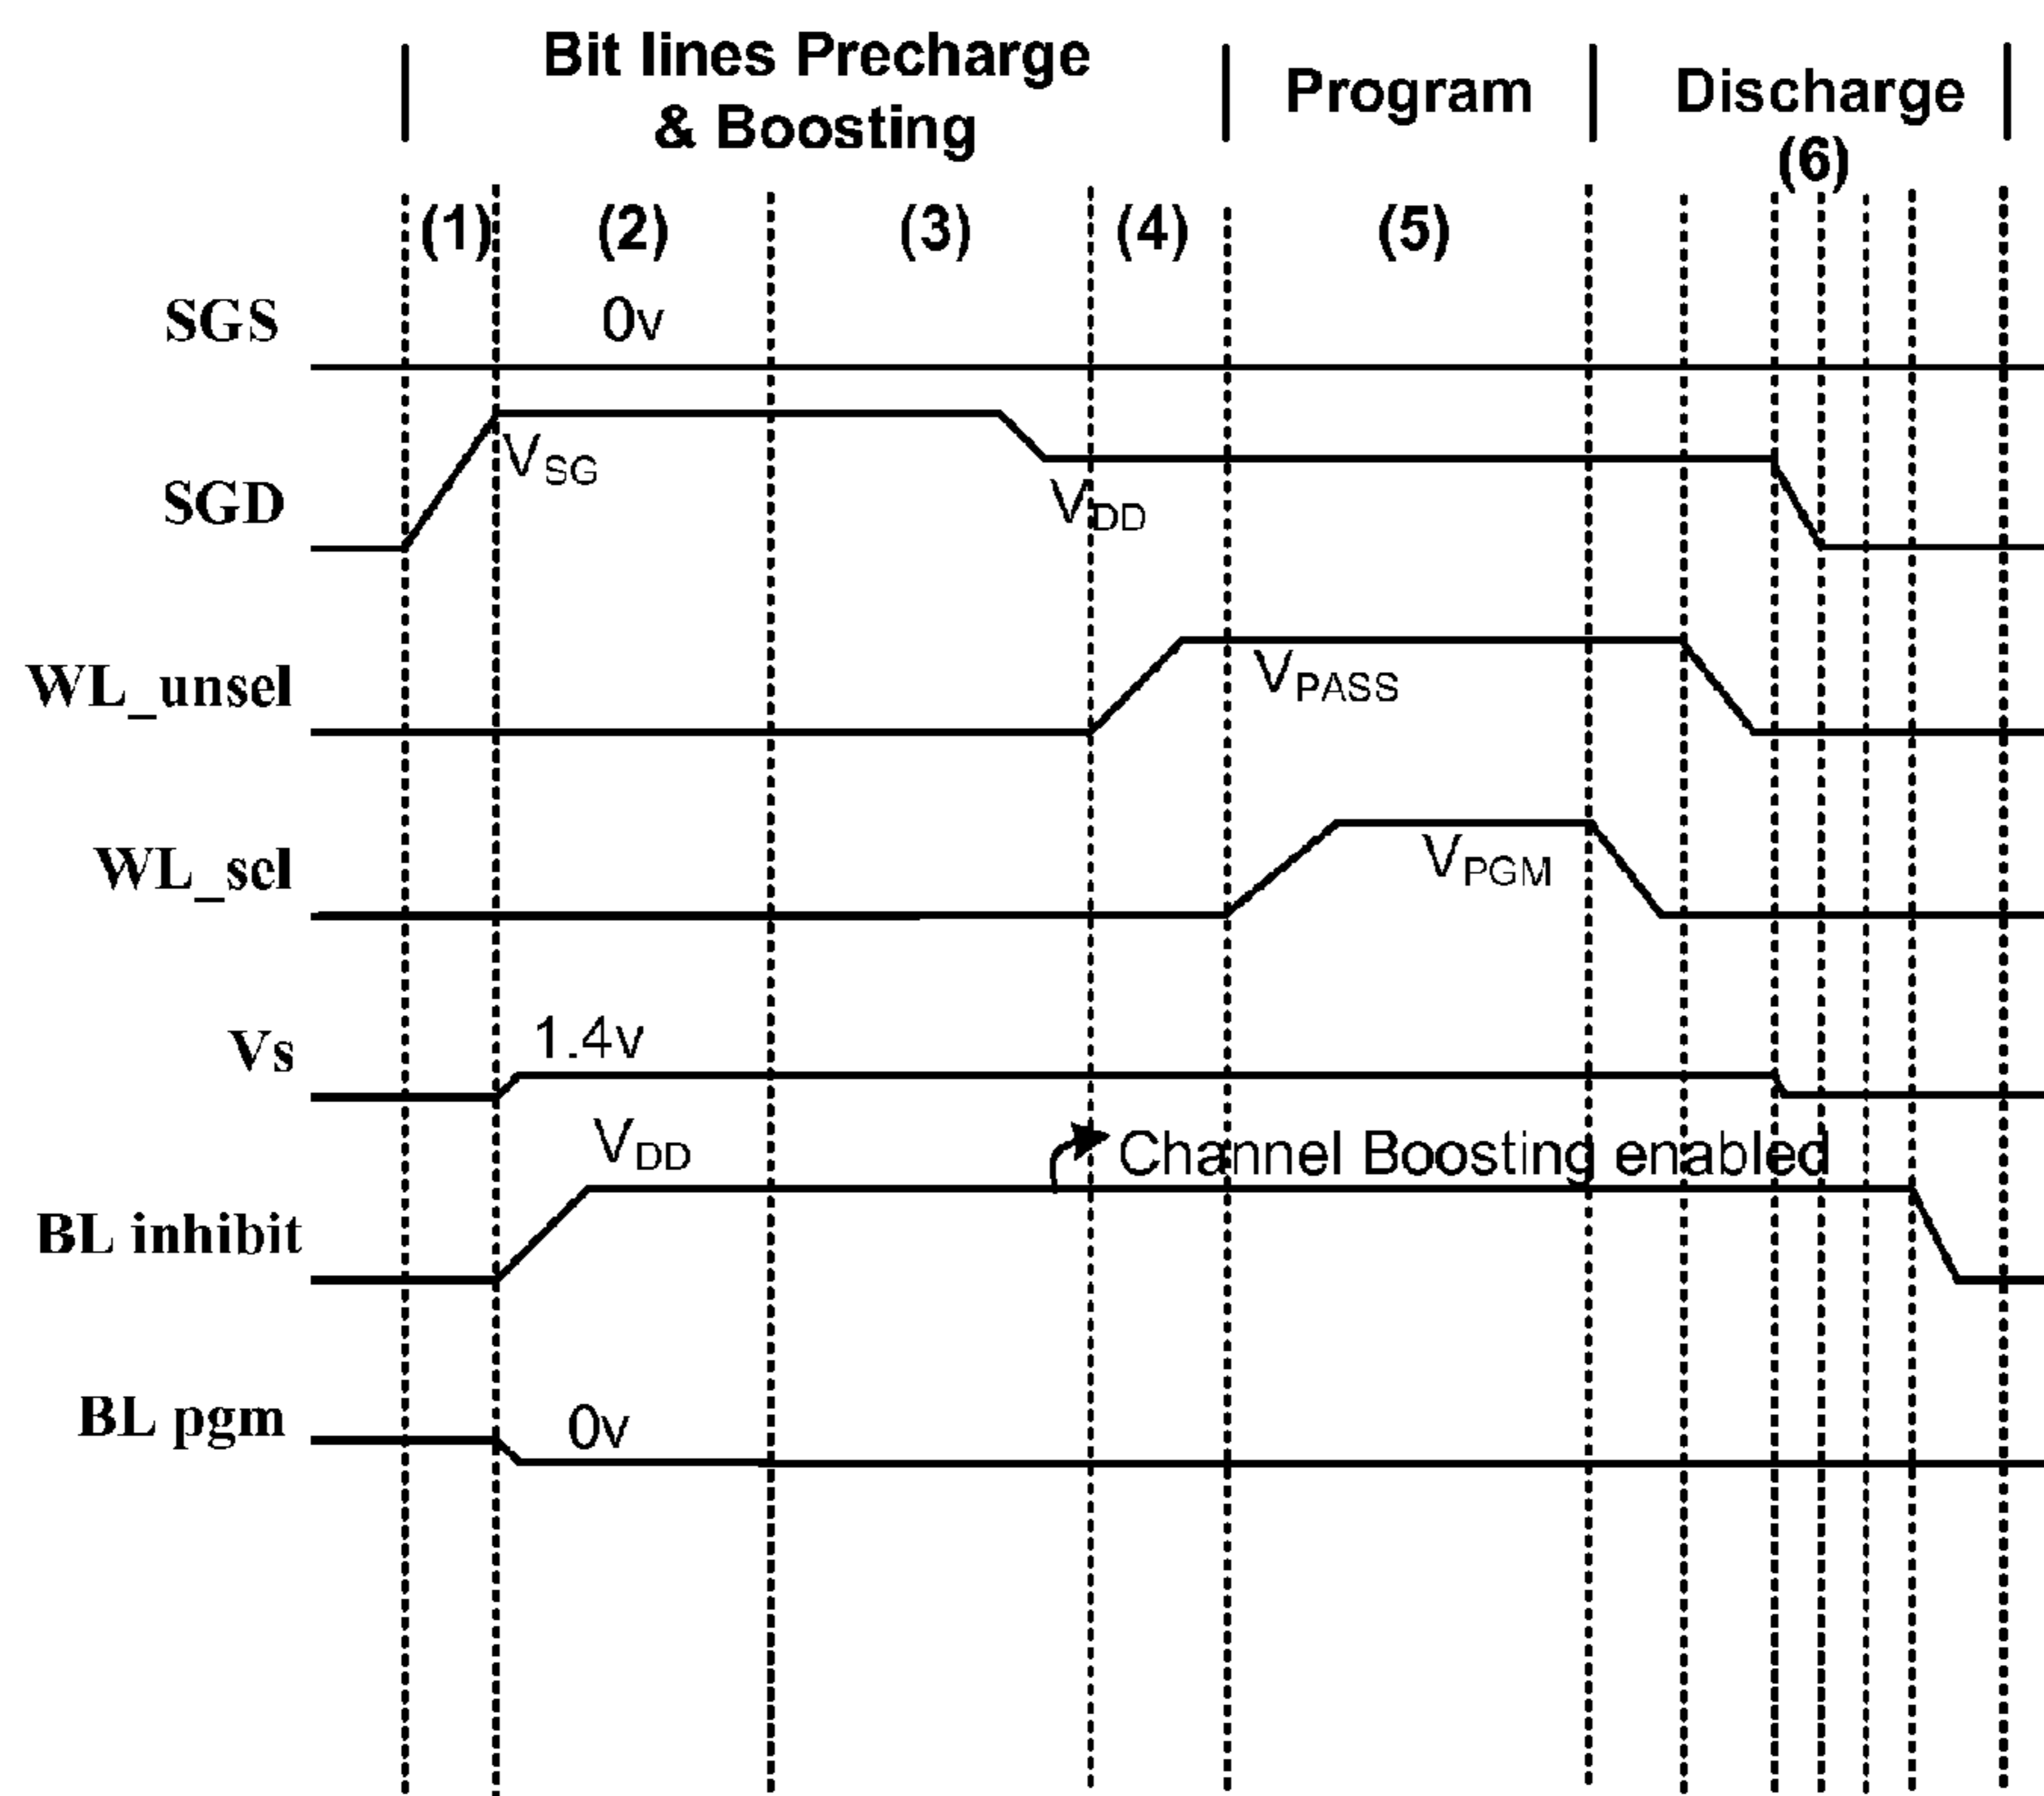 Bit lines Precharge
& Boosting
Program
Discharge
(1)
(2)
(3)
(4)
(5)
(6)
SGS
0v
SGD
VSG
VDD
WL_unsel
VPASS
WL_sel
VPGM
Vs
1.4v
VDD
Channel Boosting enabled
BL inhibit
BL pgm
0v